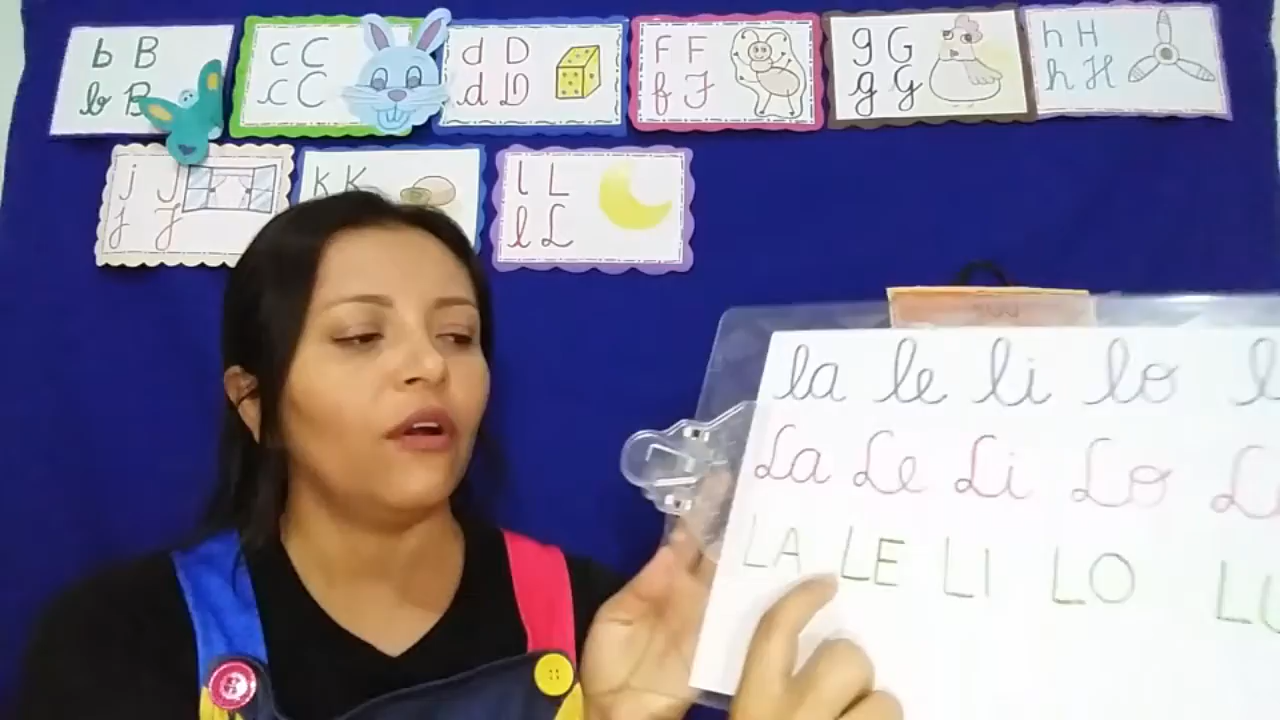 b B
b B
c C
c C
d D
d D
f F
f F
g G
g G
h H
h H
j J
j J
k K
l L
l L
la le li lo l
La Le Li Lo L
LA LE LI LO LU